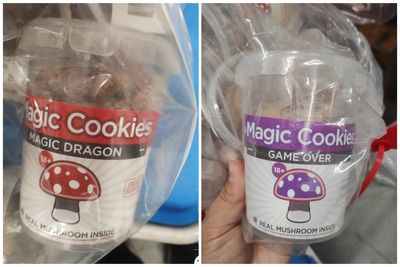 Magic Cookies
MAGIC DRAGON
18+
REAL MUSHROOM INSIDE
Magic Cookies
GAME OVER
18+
REAL MUSHROOM INSIDE